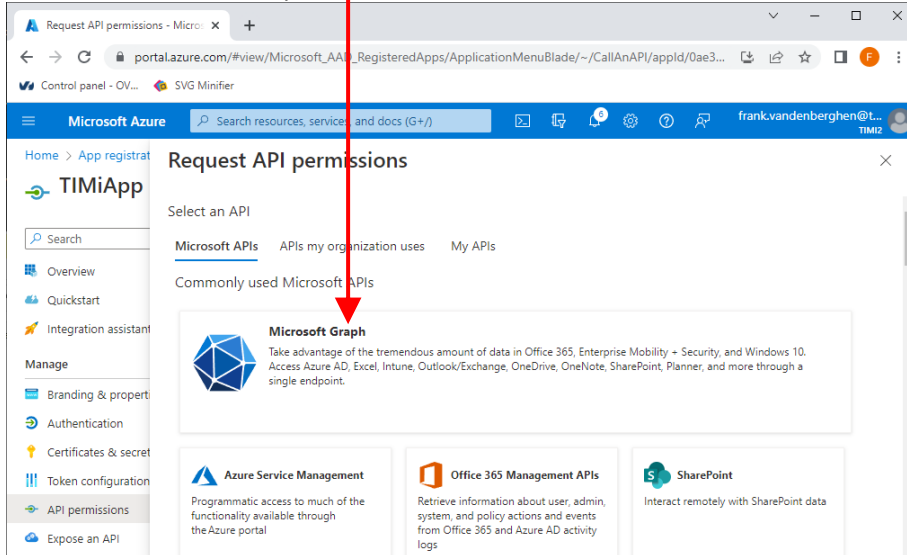 Request API permissions - Micros
portal.azure.com/#view/Microsoft_AAD_RegisteredApps/ApplicationMenuBlade/~/CallAnAPI/appId/0ae3...
F
Control panel - OV...
SVG Minifier
Microsoft Azure
Search resources, services, and docs (G+/)
6
frank.vandenberghen@t...
TIMI2
Home > App registrat
TIMiApp
Search
Overview
Quickstart
Integration assistant
Manage
Branding & propert
Authentication
Certificates & secret
Token configuration
API permissions
Expose an API
Request API permissions
Select an API
Microsoft APIs
APIs my organization uses
My APIs
Commonly used Microsoft APIs
Microsoft Graph
Take advantage of the tremendous amount of data in Office 365, Enterprise Mobility + Security, and Windows 10.
Access Azure AD, Excel, Intune, Outlook/Exchange, OneDrive, OneNote, SharePoint, Planner, and more through a
single endpoint.
Azure Service Management
Programmatic access to much of the
functionality available through
the Azure portal
Office 365 Management APIs
Retrieve information about user, admin,
system, and policy actions and events
from Office 365 and Azure AD activity
logs
SharePoint
Interact remotely with SharePoint data